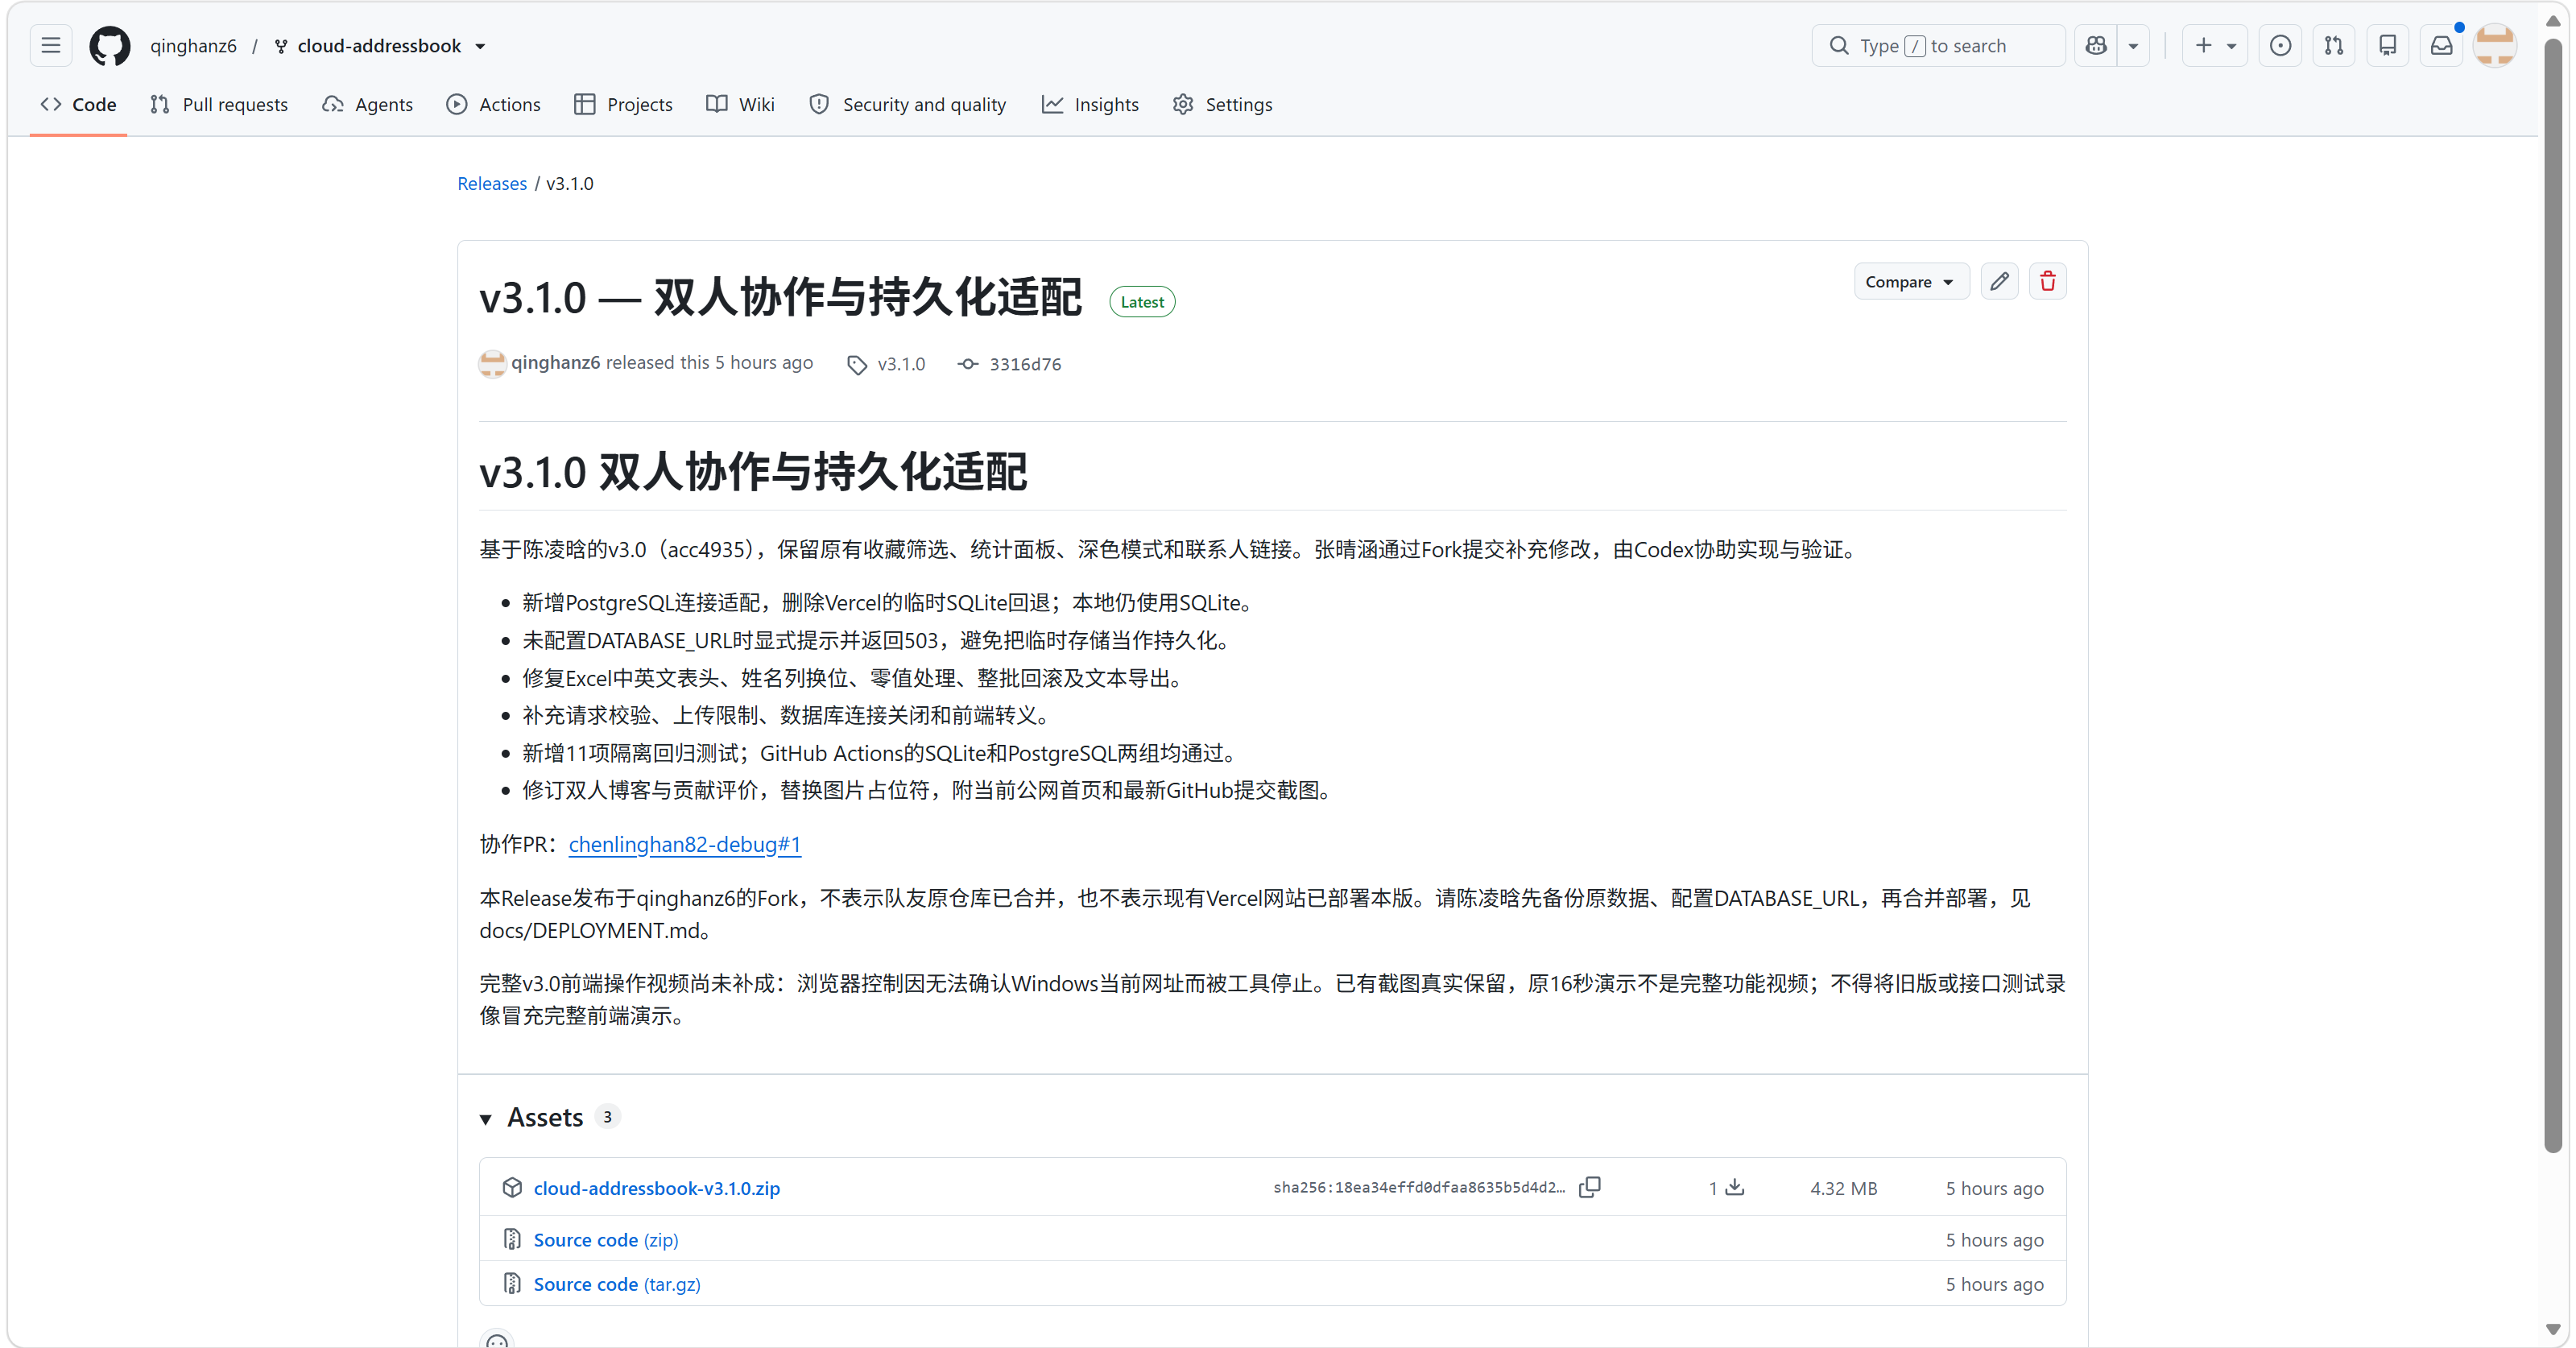 qinghanz6 / cloud-addressbook
Type / to search
Code
Pull requests
Agents
Actions
Projects
Wiki
Security and quality
Insights
Settings
Releases / v3.1.0
v3.1.0 — 双人协作与持久化适配 Latest
Compare
qinghanz6 released this 5 hours ago v3.1.0 3316d76
v3.1.0 双人协作与持久化适配
基于陈凌晗的v3.0（acc4935），保留原有收藏筛选、统计面板、深色模式和联系人链接。张晴涵通过Fork提交补充修改，由Codex协助实现与验证。
新增PostgreSQL连接适配，删除Vercel的临时SQLite回退；本地仍使用SQLite。
未配置DATABASE_URL时显式提示并返回503，避免把临时存储当作持久化。
修复Excel中英文表头、姓名列换位、零值处理、整批回滚及文本导出。
补充请求校验、上传限制、数据库连接关闭和前端转义。
新增11项隔离回归测试；GitHub Actions的SQLite和PostgreSQL两组均通过。
修订双人博客与贡献评价，替换图片占位符，附当前公网首页和最新GitHub提交截图。
协作PR：chenlinghan82-debug#1
本Release发布于qinghanz6的Fork，不表示队友原仓库已合并，也不表示现有Vercel网站已部署本版。请陈凌晗先备份原数据、配置DATABASE_URL，再合并部署，见
docs/DEPLOYMENT.md。
完整v3.0前端操作视频尚未补成：浏览器控制因无法确认Windows当前网址而被工具停止。已有截图真实保留，原16秒演示不是完整功能视频；不得将旧版或接口测试录
像冒充完整前端演示。
Assets 3
cloud-addressbook-v3.1.0.zip sha256:18ea34effd0dfaa8635b5d4d2… 1 4.32 MB 5 hours ago
Source code (zip) 5 hours ago
Source code (tar.gz) 5 hours ago